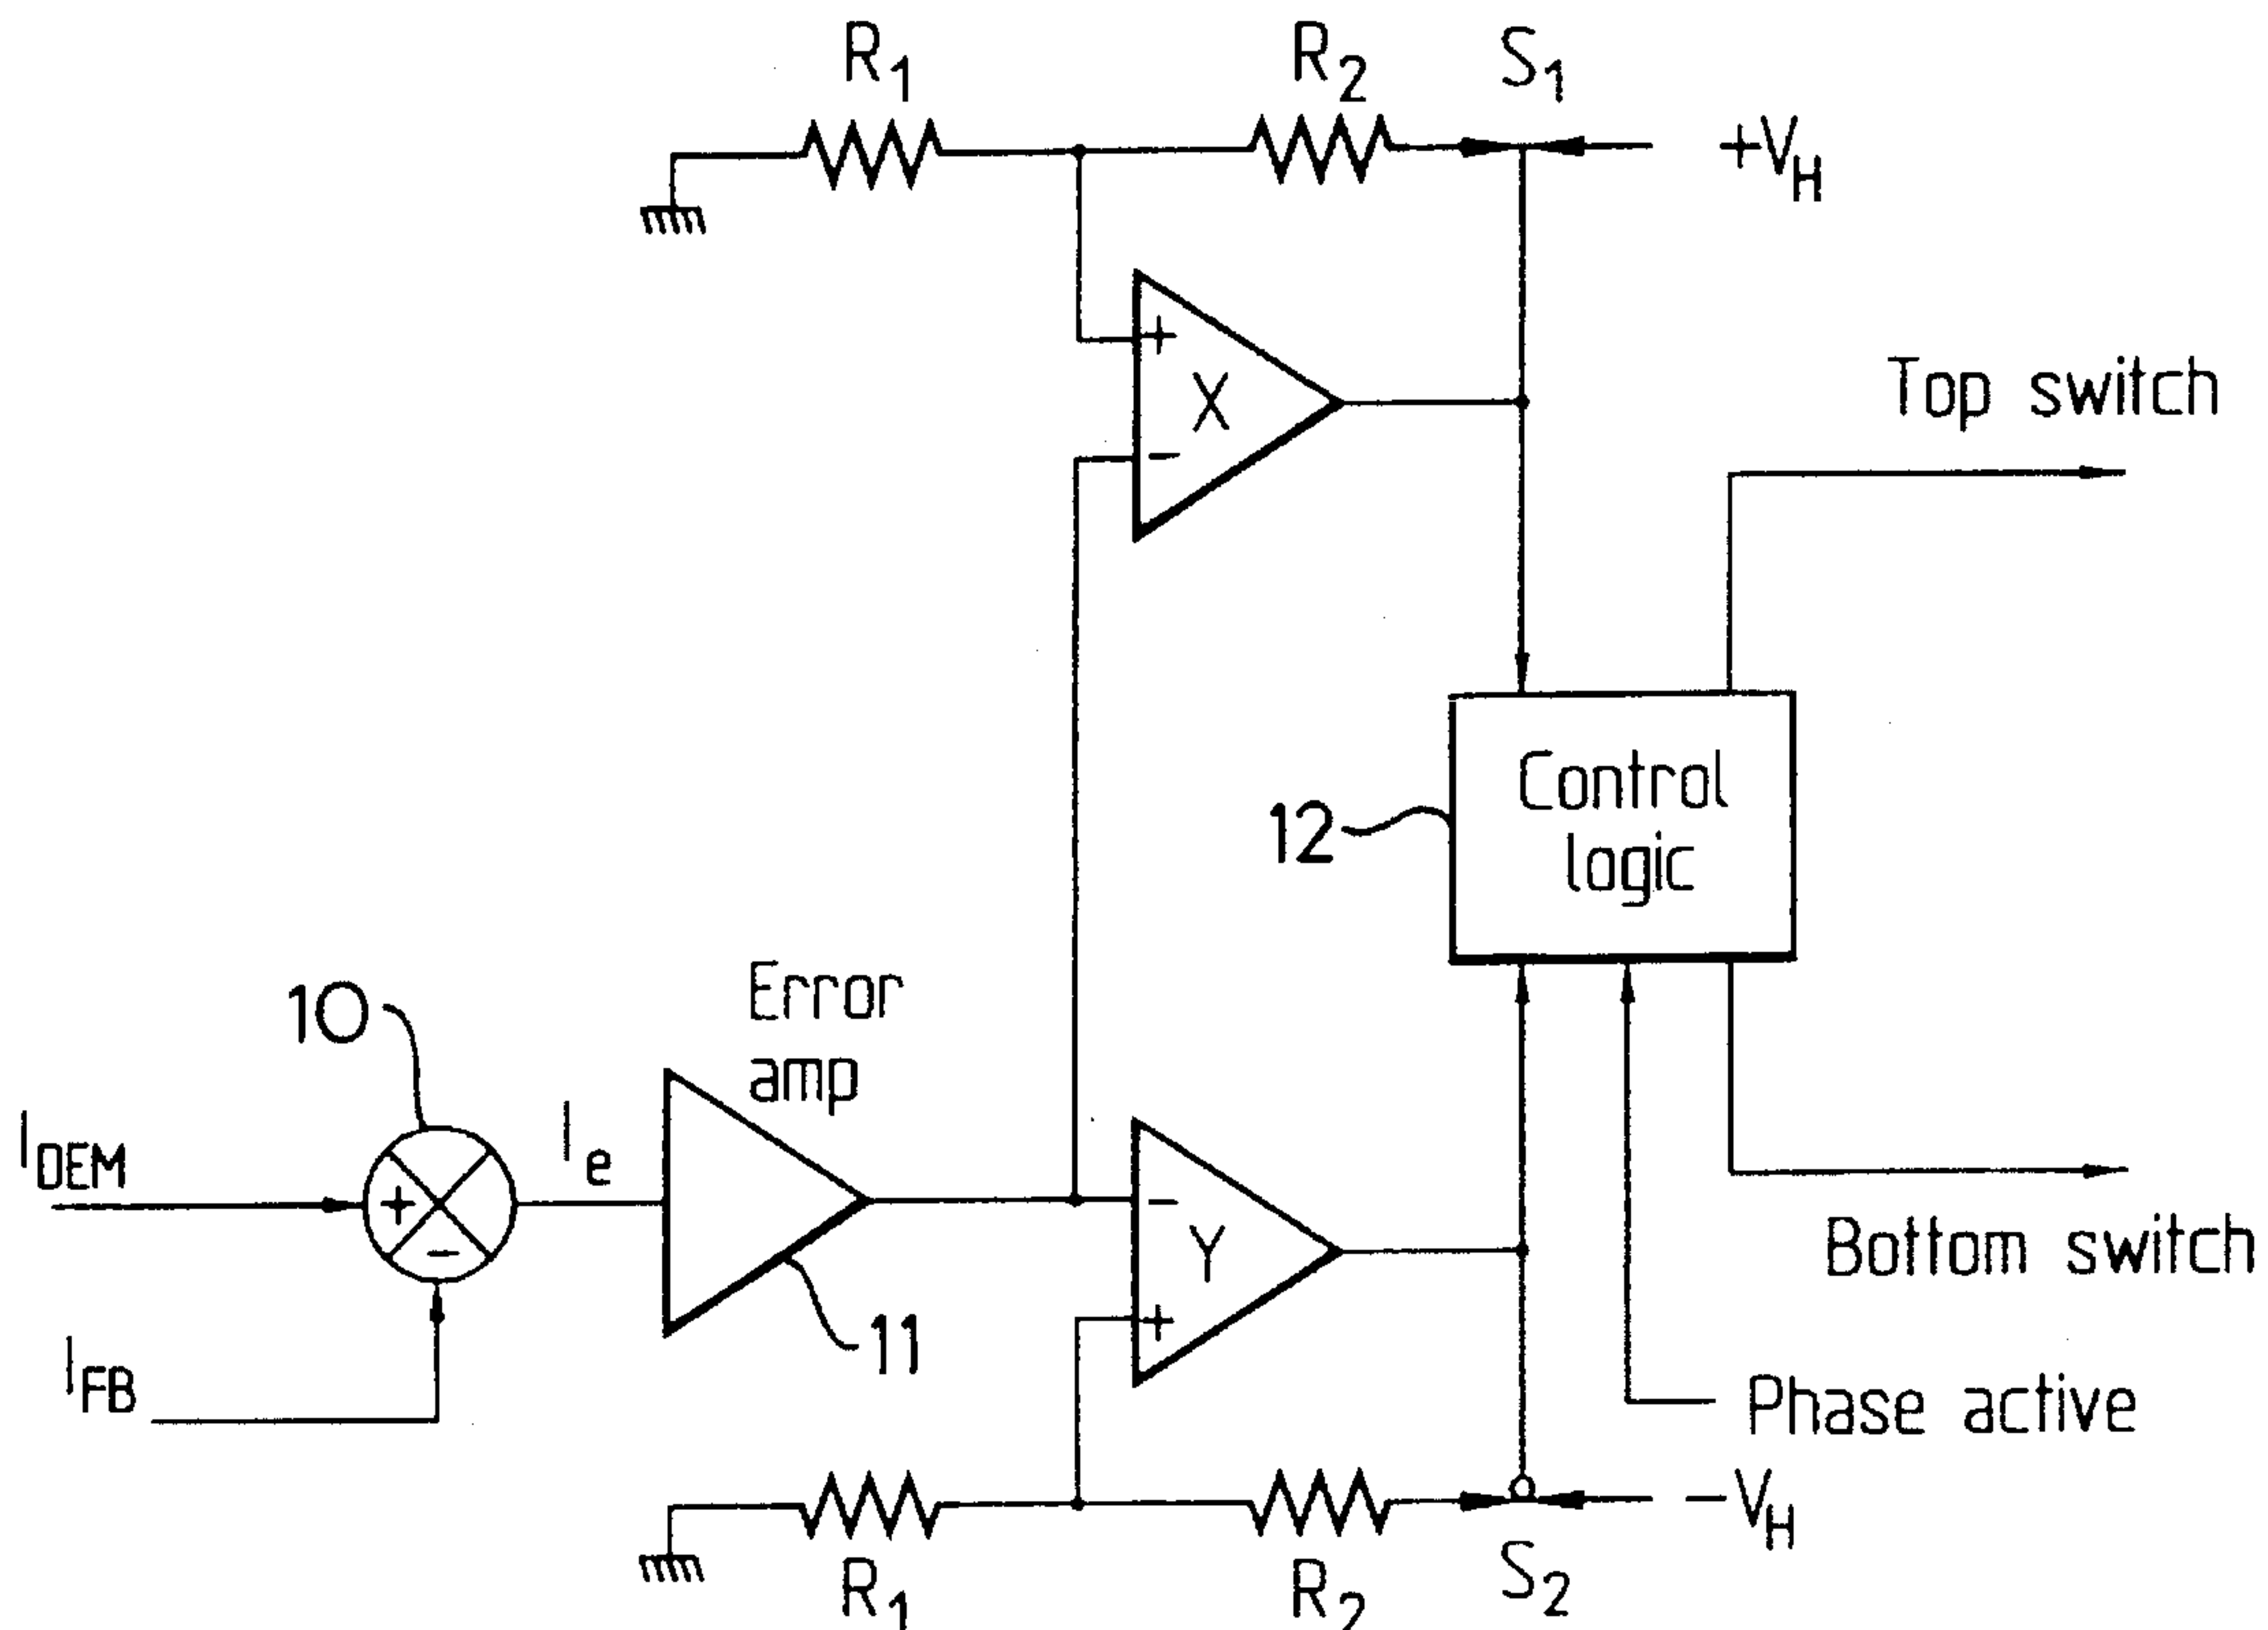 R1
R2
S1
+VH
+
X
-
Top switch
Control
logic
12
Error
amp
10
IDEM
+
-
Ie
11
IFB
-
Y
+
Bottom switch
Phase active
-VH
R1
R2
S2